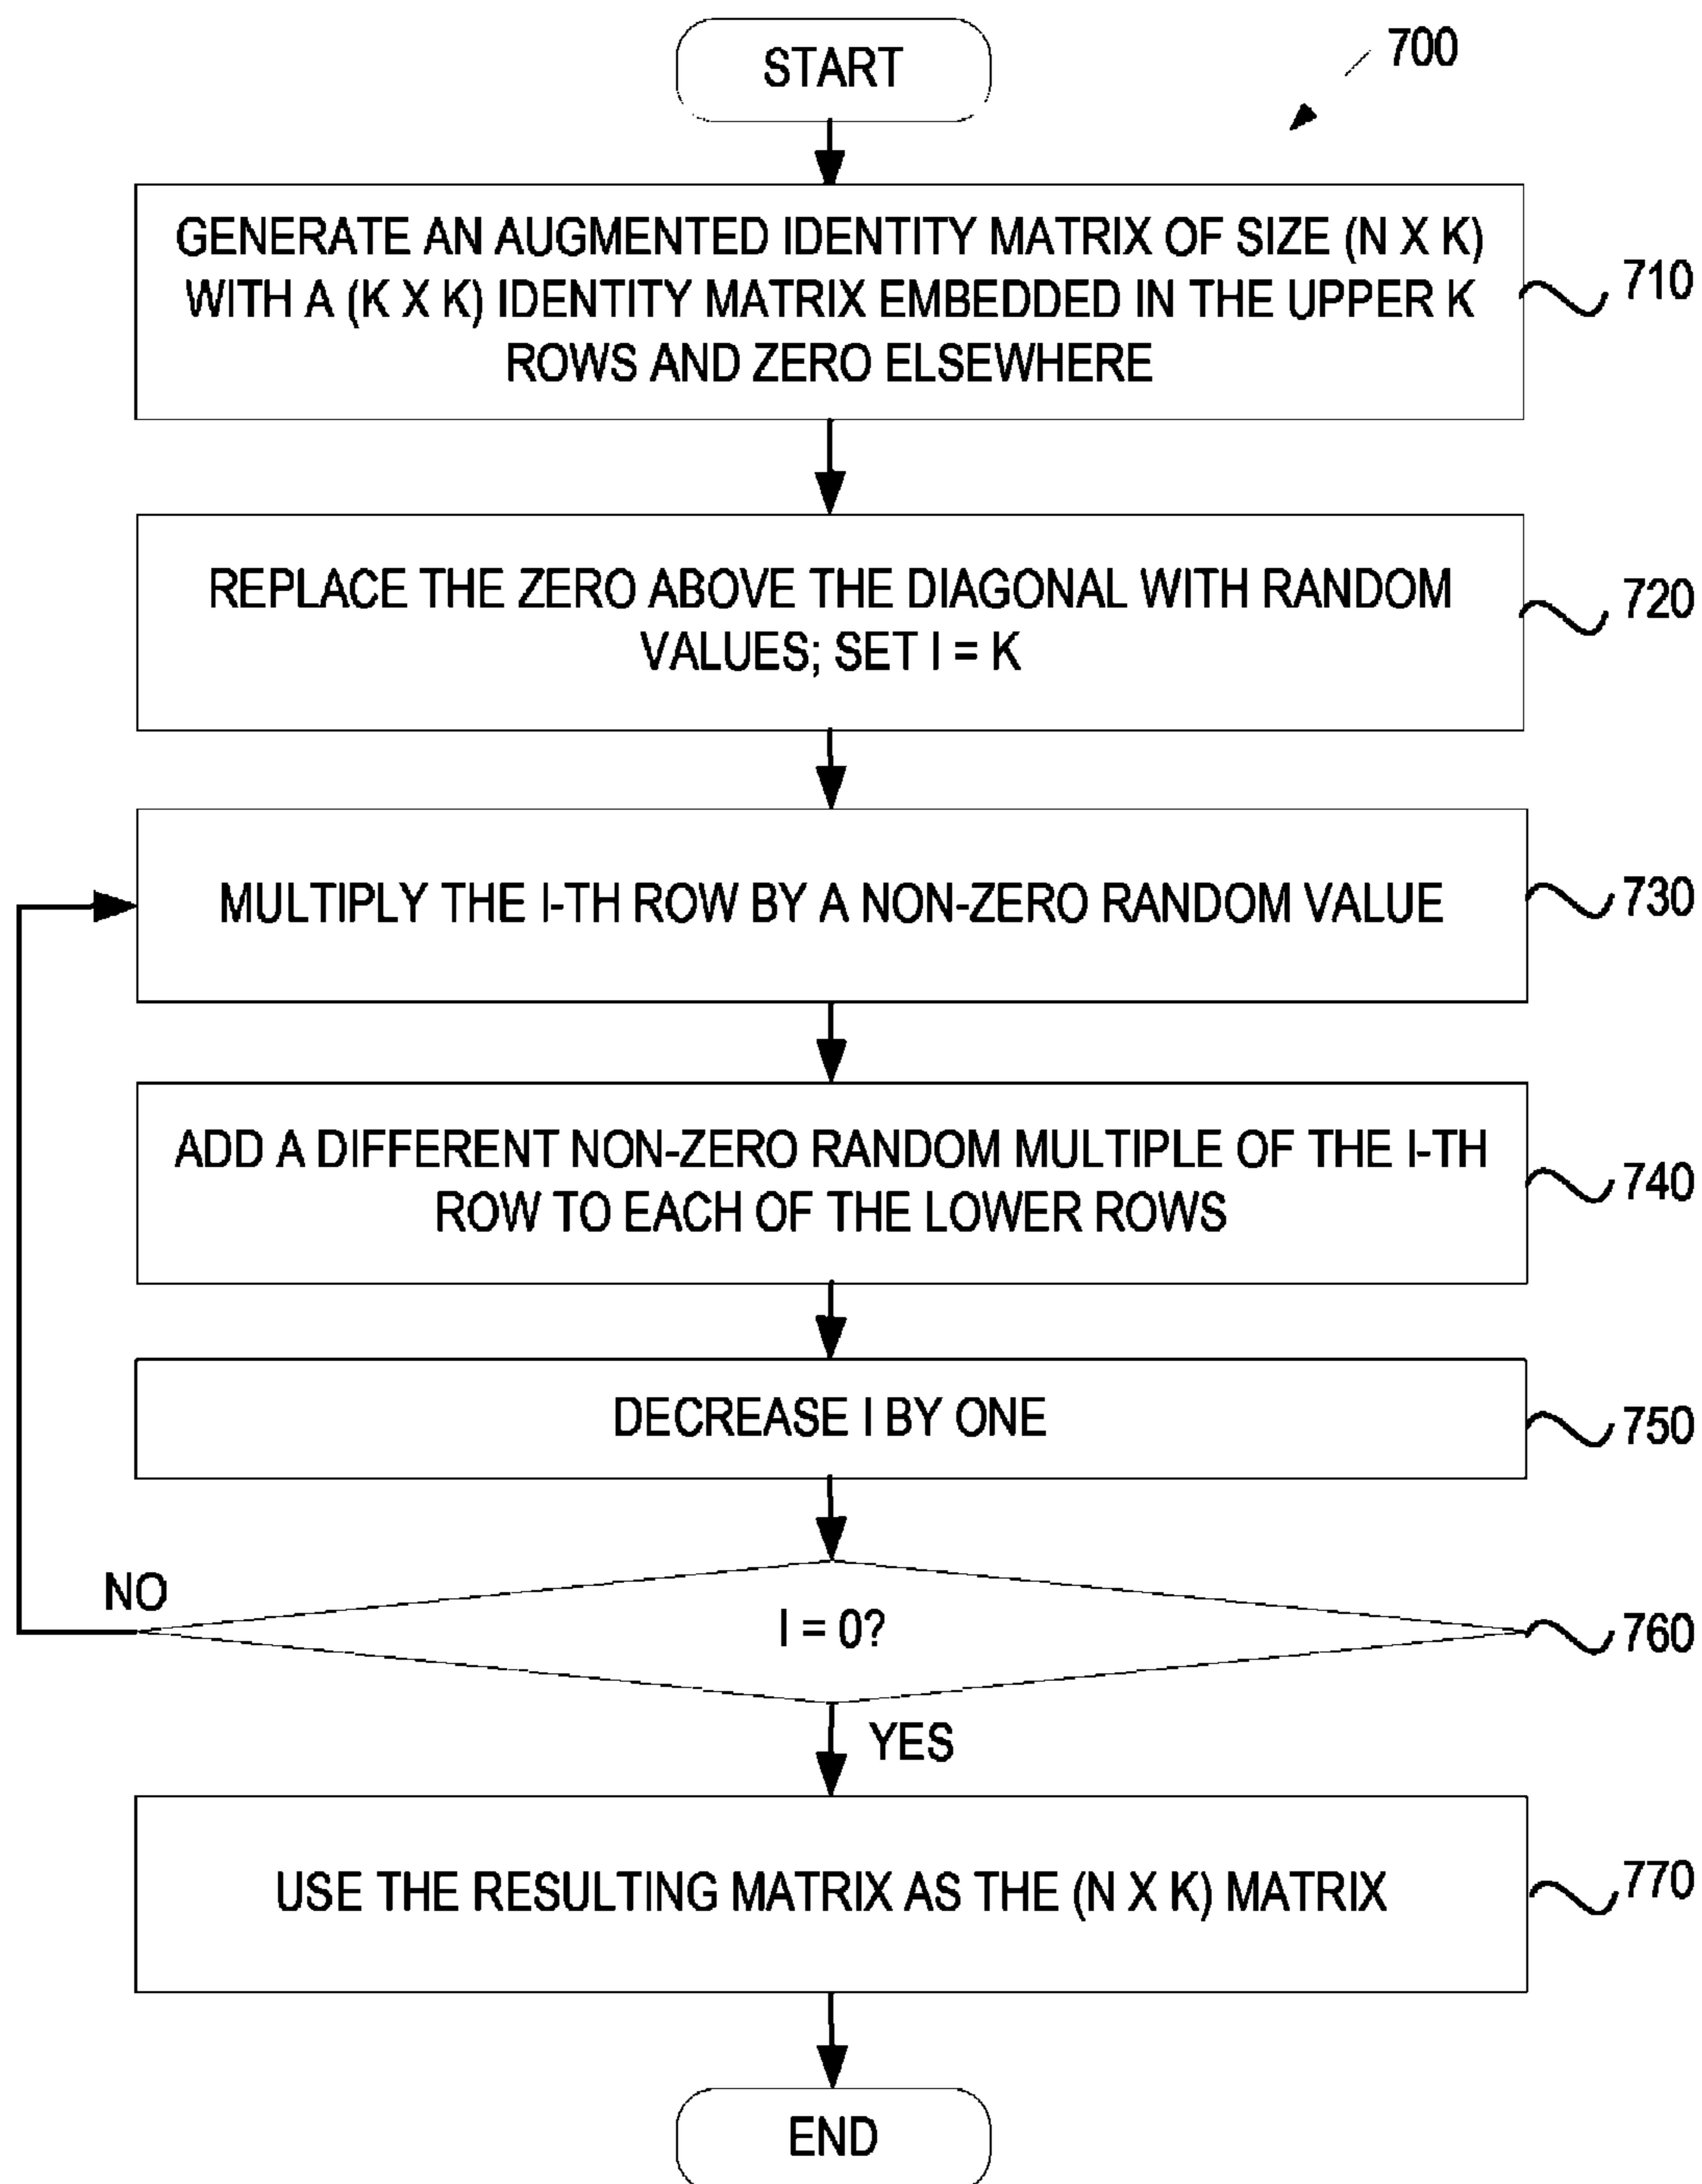 START
700
GENERATE AN AUGMENTED IDENTITY MATRIX OF SIZE (N X K)
WITH A (K X K) IDENTITY MATRIX EMBEDDED IN THE UPPER K
ROWS AND ZERO ELSEWHERE
710
REPLACE THE ZERO ABOVE THE DIAGONAL WITH RANDOM
VALUES; SET I = K
720
MULTIPLY THE I-TH ROW BY A NON-ZERO RANDOM VALUE
730
ADD A DIFFERENT NON-ZERO RANDOM MULTIPLE OF THE I-TH
ROW TO EACH OF THE LOWER ROWS
740
DECREASE I BY ONE
750
NO
I = 0?
760
YES
USE THE RESULTING MATRIX AS THE (N X K) MATRIX
770
END